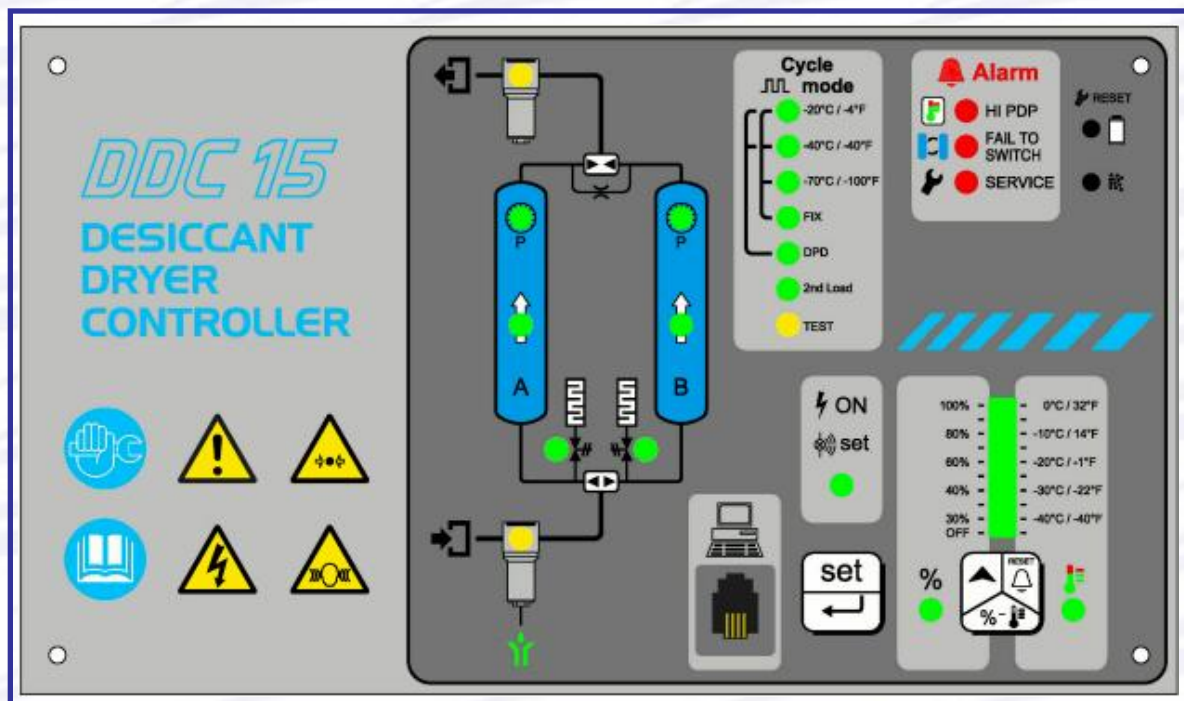 DDC 15
DESICCANT
DRYER
CONTROLLER
P
P
A
B
Cycle
mode
-20°C / -4°F
-40°C / -40°F
-70°C / -100°F
FIX
DPD
2nd Load
TEST
Alarm
HI PDP
FAIL TO
SWITCH
SERVICE
RESET
ON
set
set
100%
80%
60%
40%
30%
OFF
0°C / 32°F
-10°C / 14°F
-20°C / -1°F
-30°C / -22°F
-40°C / -40°F
%
RESET
% -